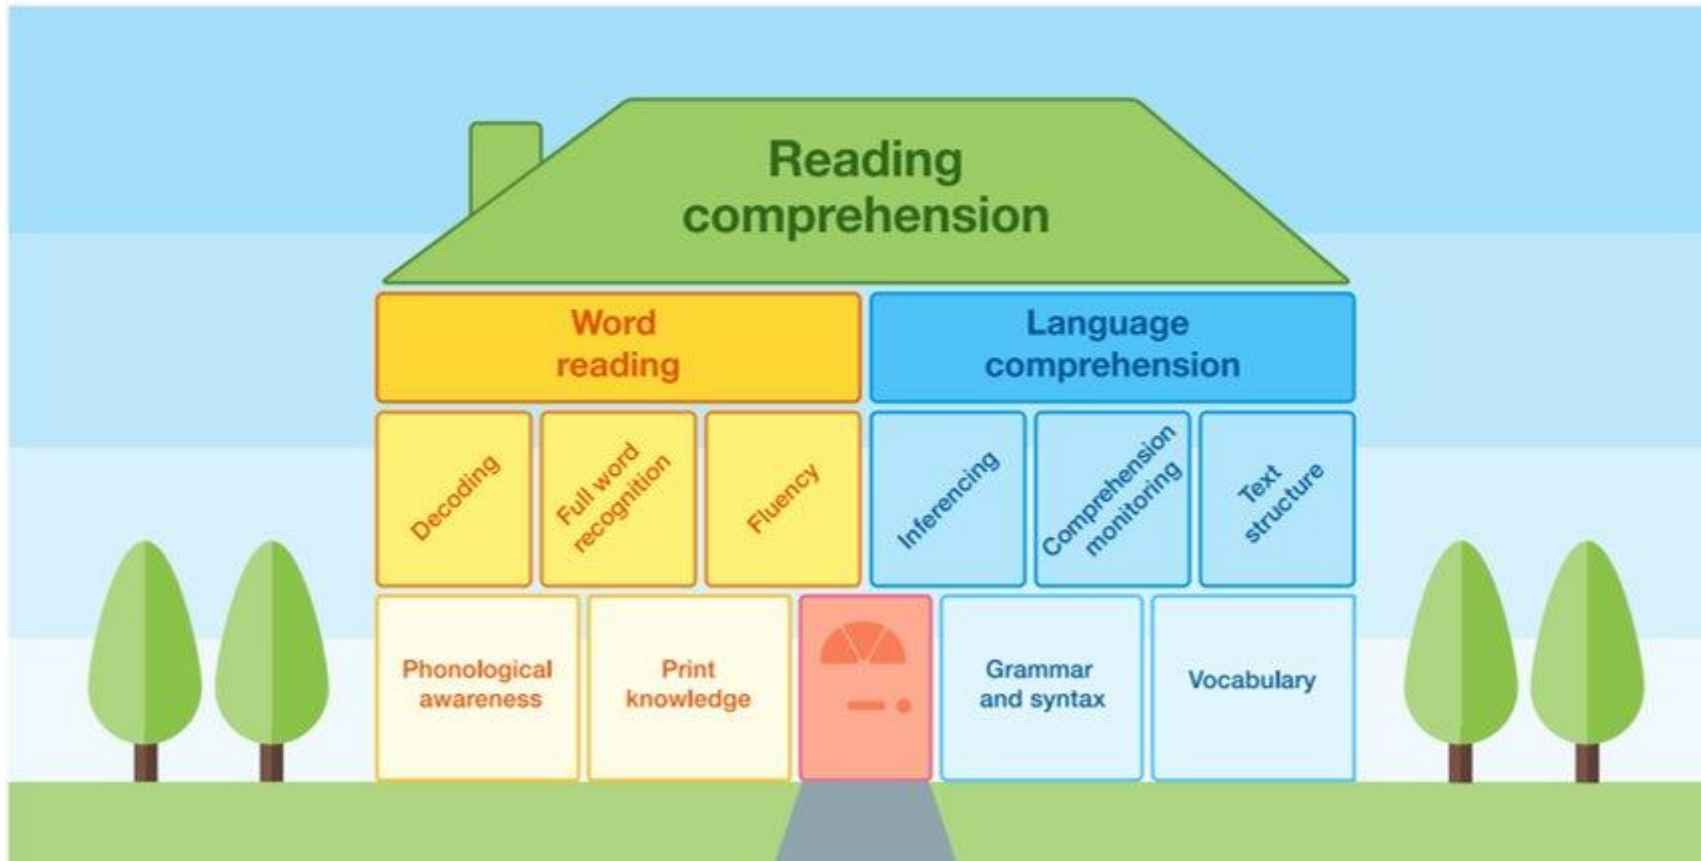 Reading
comprehension
Word
reading
Language
comprehension
Decoding
Full word
recognition
Fluency
Inferencing
Comprehension
monitoring
Text
structure
Phonological
awareness
Print
knowledge
Grammar
and syntax
Vocabulary